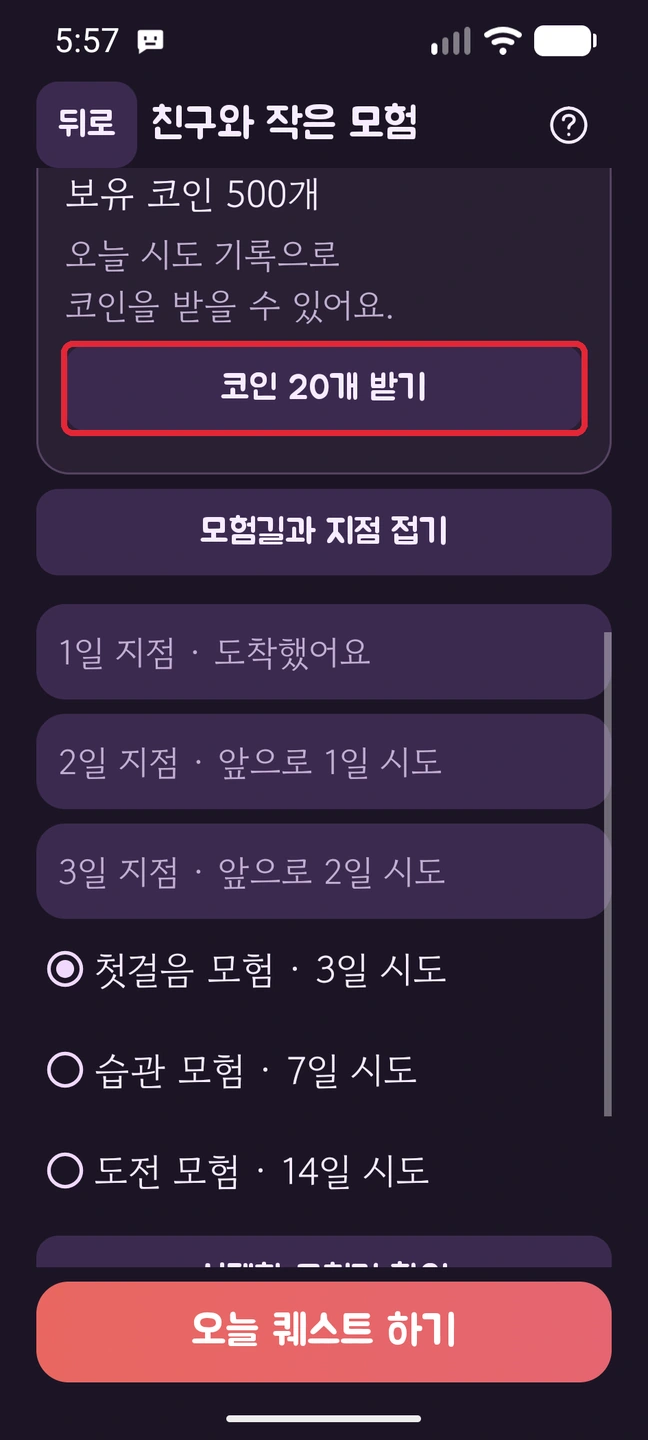 5:57
뒤로 친구와 작은 모험
보유 코인 500개
오늘 시도 기록으로
코인을 받을 수 있어요.
코인 20개 받기
모험길과 지점 접기
1일 지점 · 도착했어요
2일 지점 · 앞으로 1일 시도
3일 지점 · 앞으로 2일 시도
첫걸음 모험 · 3일 시도
습관 모험 · 7일 시도
도전 모험 · 14일 시도
오늘 퀘스트 하기